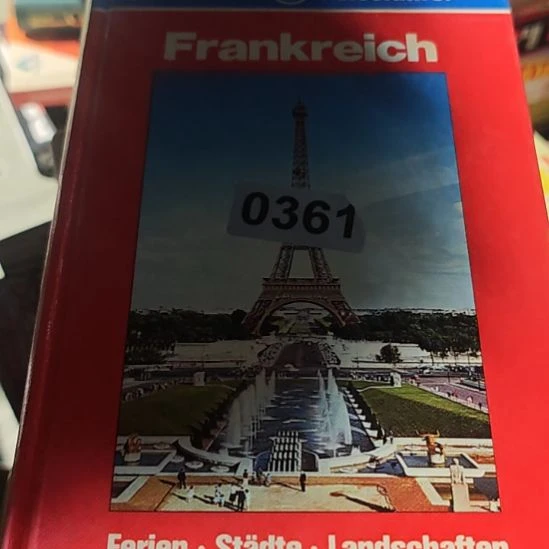 Frankreich
0361
Ferien · Städte · Landschaften